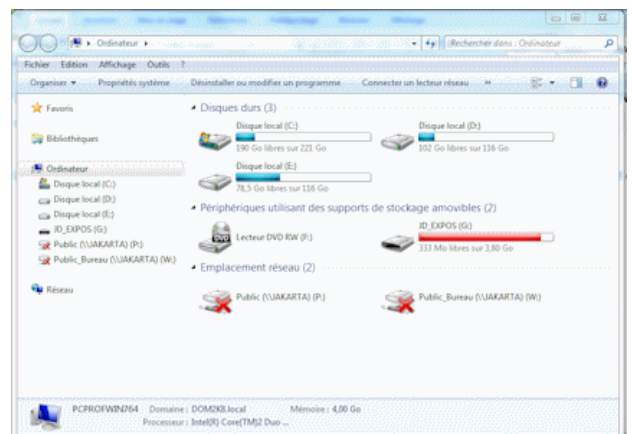 Ordinateur
Rechercher dans : Ordinateur
Fichier Edition Affichage Outils ?
Organiser Propriétés système Désinstaller ou modifier un programme Connecter un lecteur réseau »
Favoris
Bibliothèques
Ordinateur
Disque local (C:)
Disque local (D:)
Disque local (E:)
JD_EXPOS (G:)
Public (\\JAKARTA) (P:)
Public_Bureau (\\JAKARTA) (W:)
Réseau
Disques durs (3)
Disque local (C:)
190 Go libres sur 221 Go
Disque local (D:)
102 Go libres sur 116 Go
Disque local (E:)
78,5 Go libres sur 116 Go
Périphériques utilisant des supports de stockage amovibles (2)
DVD
Lecteur DVD RW (F:)
JD_EXPOS (G:)
333 Mo libres sur 3,80 Go
Emplacement réseau (2)
Public (\\JAKARTA) (P:)
Public_Bureau (\\JAKARTA) (W:)
PCPROFWIN764 Domaine : DOM2K8.local Mémoire : 4,00 Go
Processeur : Intel(R) Core(TM)2 Duo ...